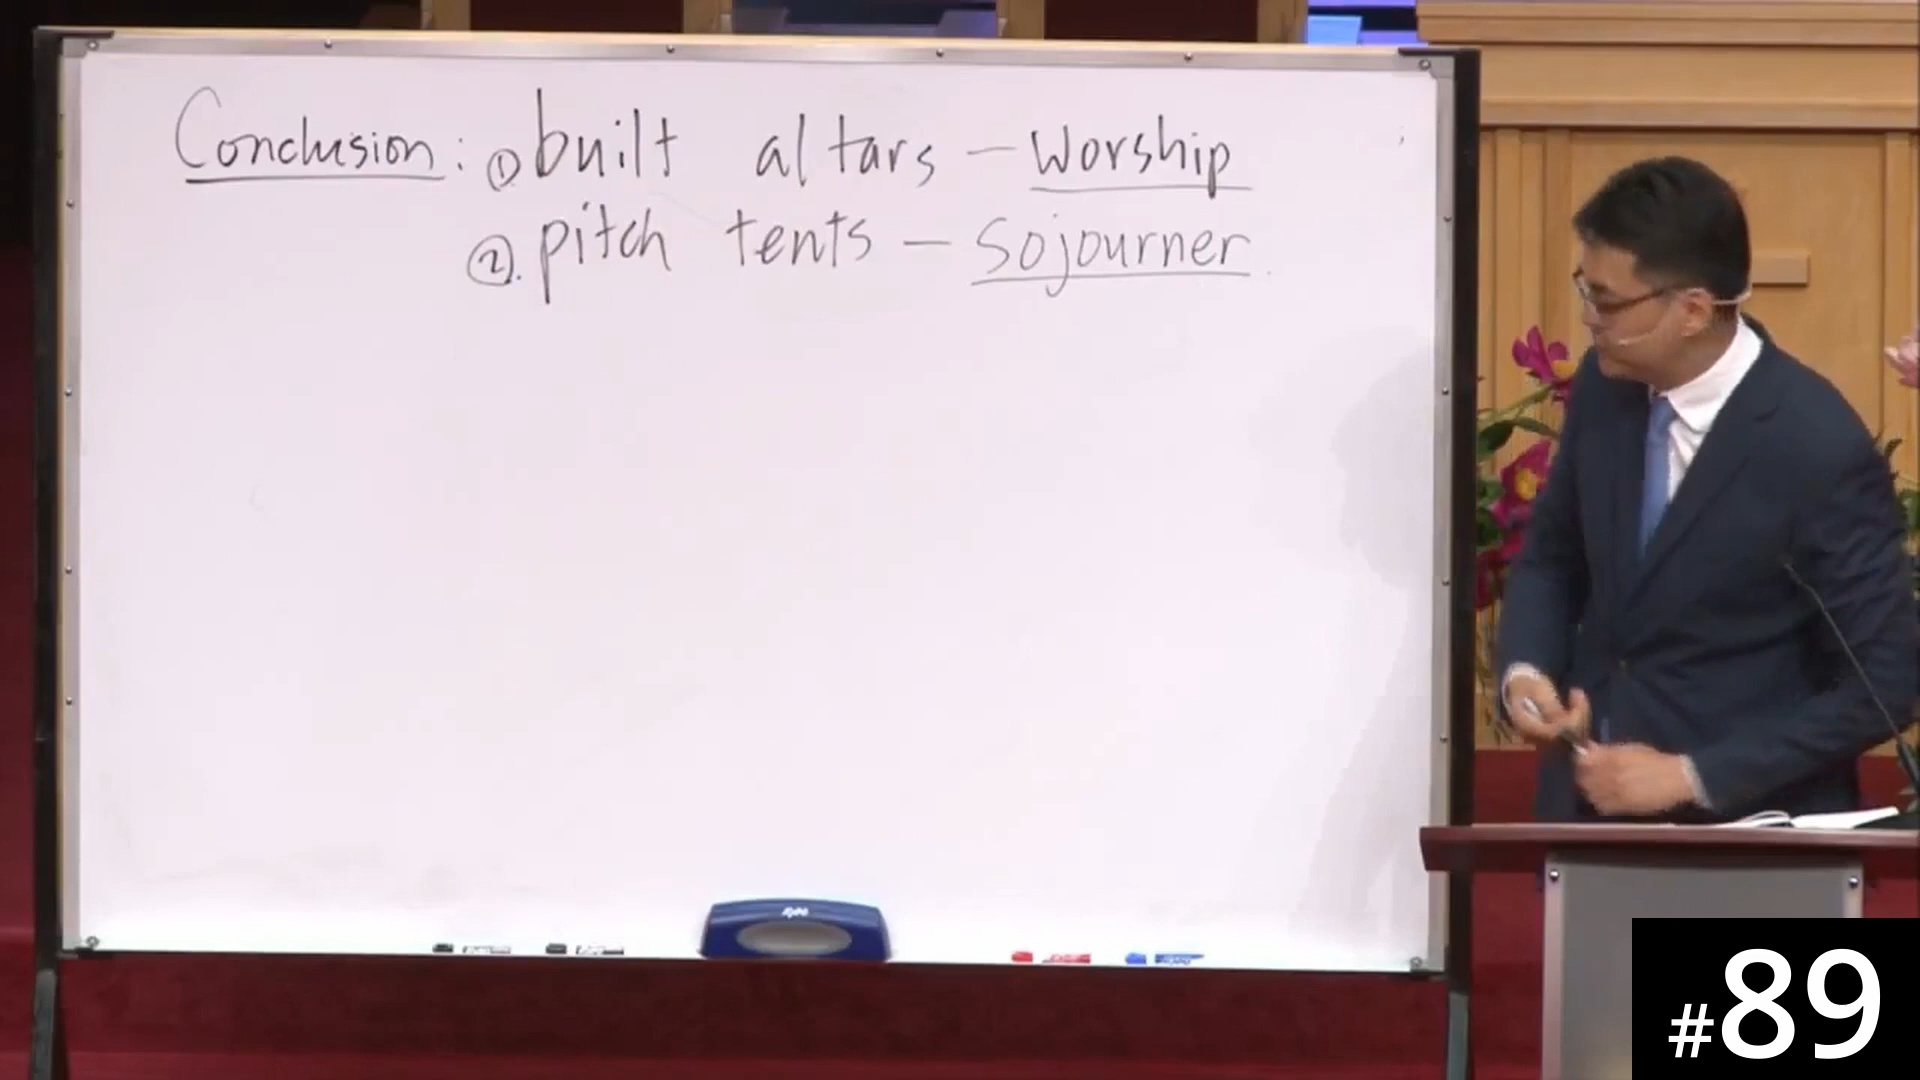 Conclusion: ① built altars – Worship
②. pitch tents – Sojourner
#89